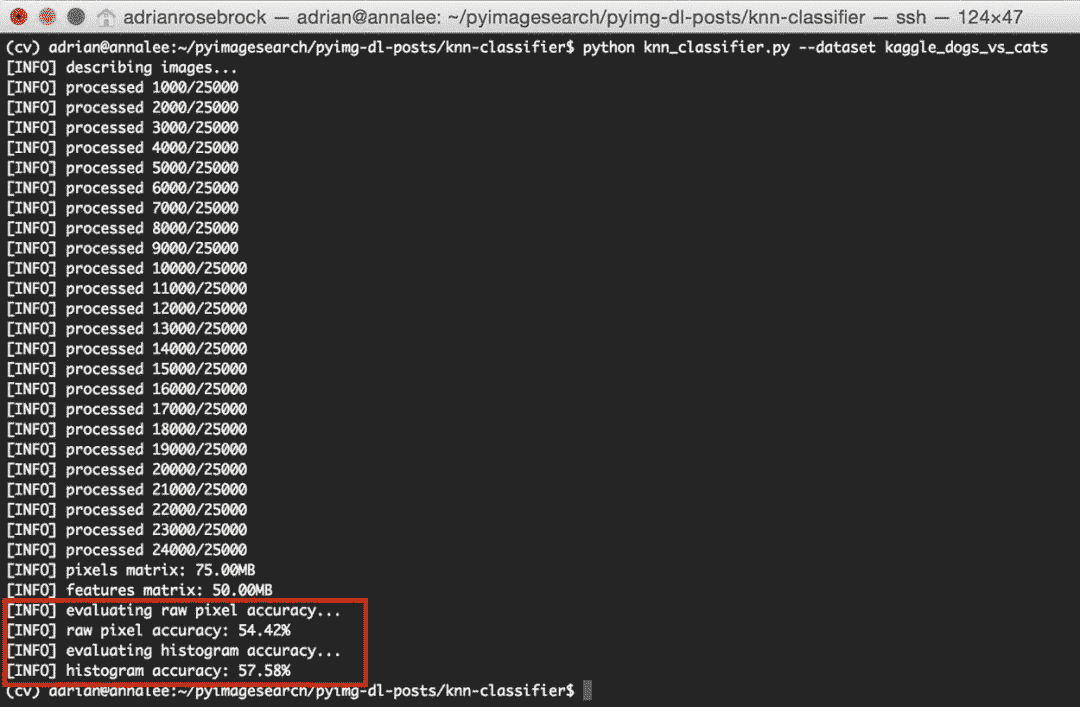 adrianrosebrock — adrian@annalee: ~/pyimagesearch/pyimg-dl-posts/knn-classifier — ssh — 124×47
(cv) adrian@annalee:~/pyimagesearch/pyimg-dl-posts/knn-classifier$ python knn_classifier.py --dataset kaggle_dogs_vs_cats
[INFO] describing images...
[INFO] processed 1000/25000
[INFO] processed 2000/25000
[INFO] processed 3000/25000
[INFO] processed 4000/25000
[INFO] processed 5000/25000
[INFO] processed 6000/25000
[INFO] processed 7000/25000
[INFO] processed 8000/25000
[INFO] processed 9000/25000
[INFO] processed 10000/25000
[INFO] processed 11000/25000
[INFO] processed 12000/25000
[INFO] processed 13000/25000
[INFO] processed 14000/25000
[INFO] processed 15000/25000
[INFO] processed 16000/25000
[INFO] processed 17000/25000
[INFO] processed 18000/25000
[INFO] processed 19000/25000
[INFO] processed 20000/25000
[INFO] processed 21000/25000
[INFO] processed 22000/25000
[INFO] processed 23000/25000
[INFO] processed 24000/25000
[INFO] pixels matrix: 75.00MB
[INFO] features matrix: 50.00MB
[INFO] evaluating raw pixel accuracy...
[INFO] raw pixel accuracy: 54.42%
[INFO] evaluating histogram accuracy...
[INFO] histogram accuracy: 57.58%
(cv) adrian@annalee:~/pyimagesearch/pyimg-dl-posts/knn-classifier$